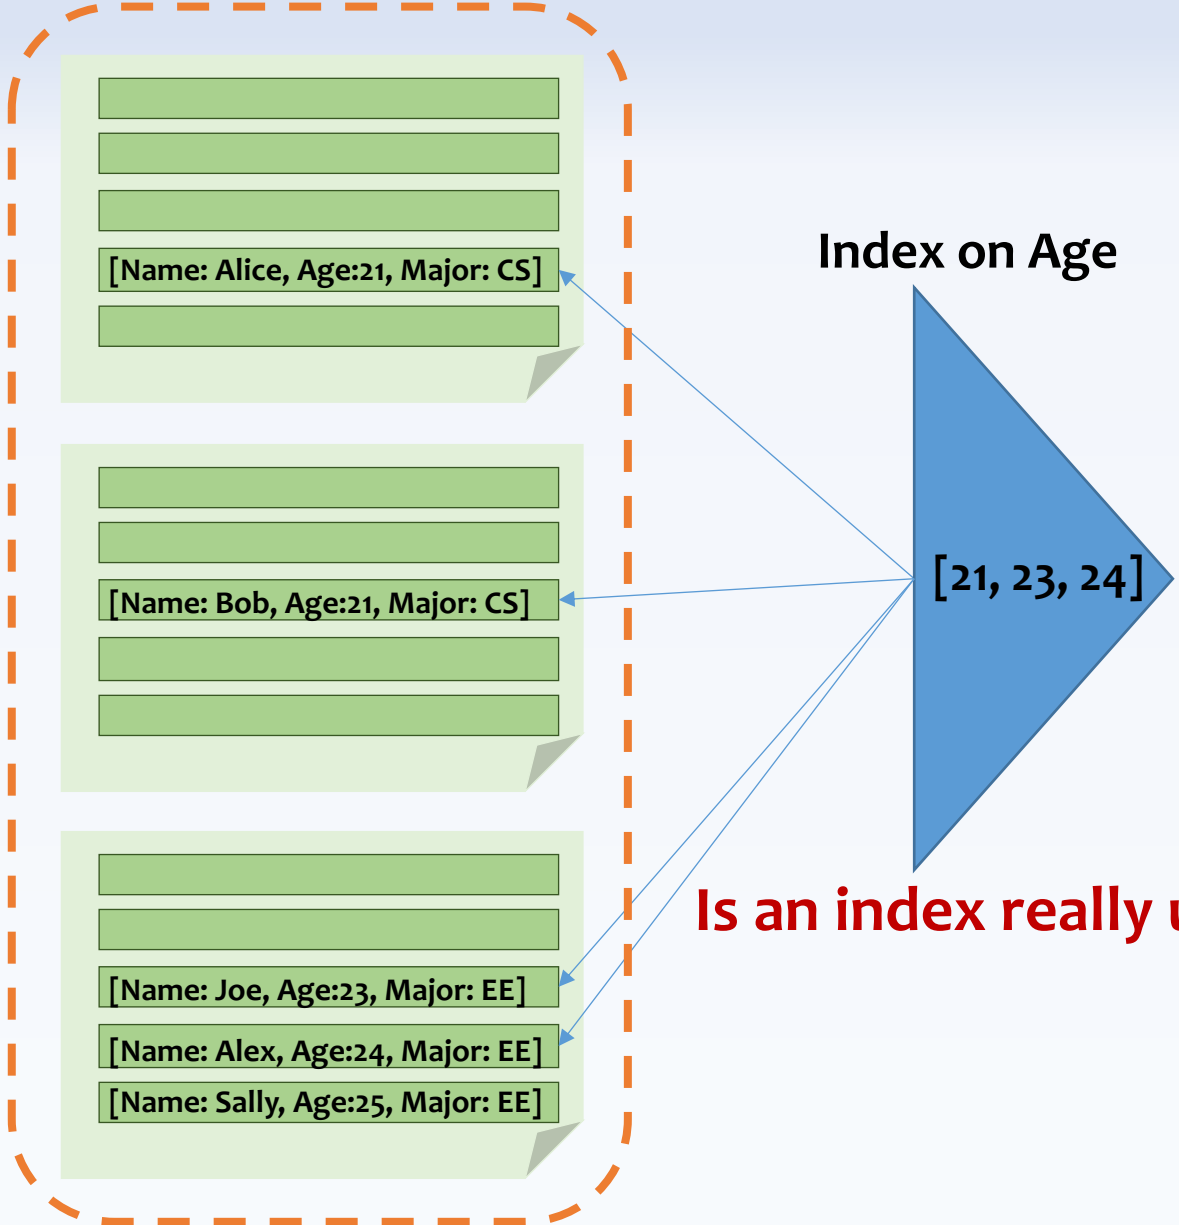 [Name: Alice, Age:21, Major: CS]
[Name: Bob, Age:21, Major: CS]
[Name: Joe, Age:23, Major: EE]
[Name: Alex, Age:24, Major: EE]
[Name: Sally, Age:25, Major: EE]
Index on Age
[21, 23, 24]
Is an index really